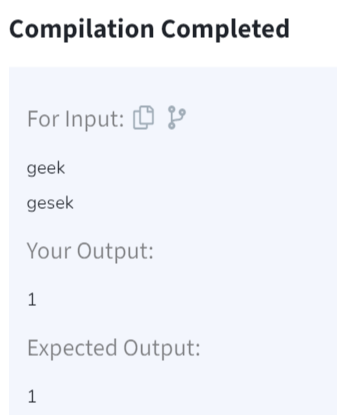 Compilation Completed
For Input:
geek
gesek
Your Output:
1
Expected Output:
1